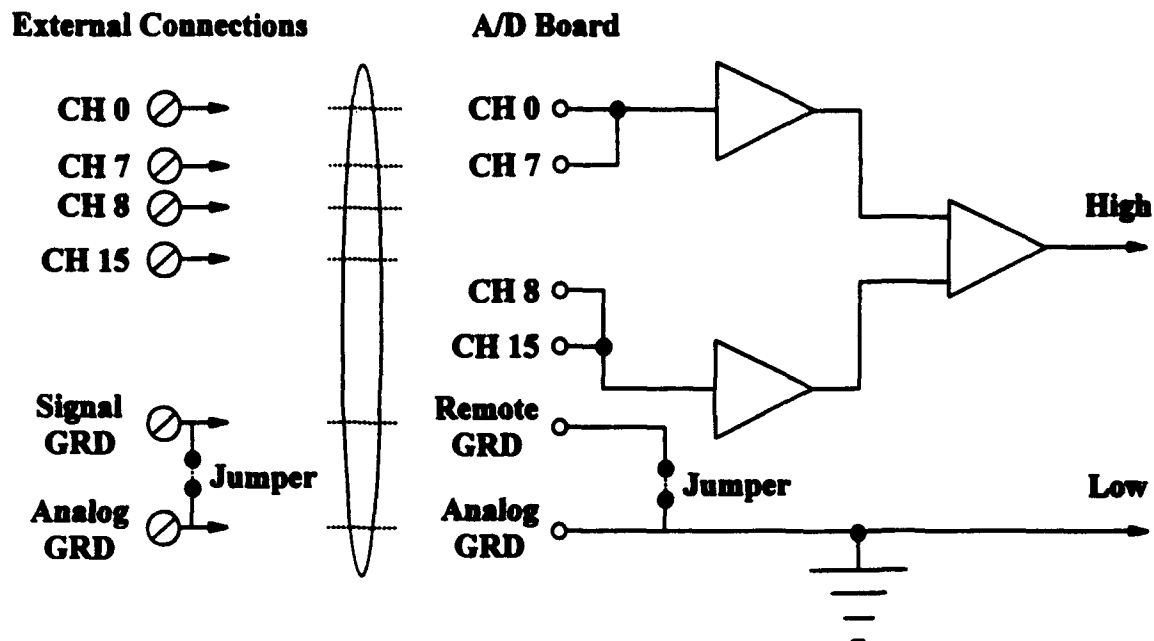 External Connections
A/D Board
CH 0
CH 7
CH 8
CH 15
Signal
GRD
Jumper
Analog
GRD
CH 0
CH 7
CH 8
CH 15
Remote
GRD
Jumper
Analog
GRD
High
Low